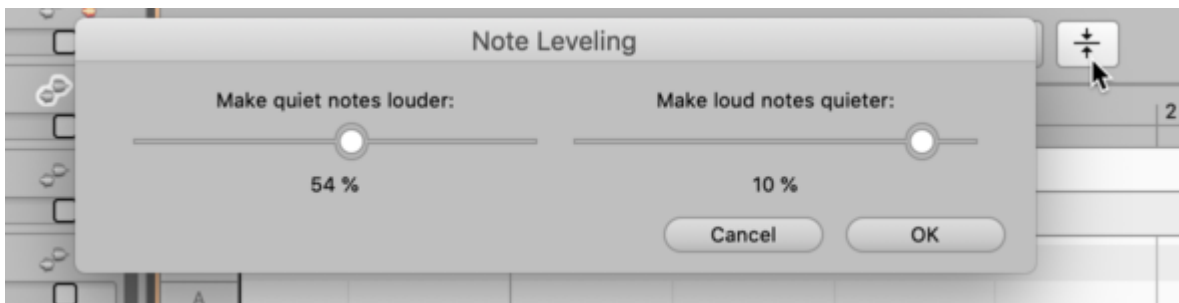 Note Leveling
Make quiet notes louder:
Make loud notes quieter:
2
54 %
10 %
Cancel
OK
A